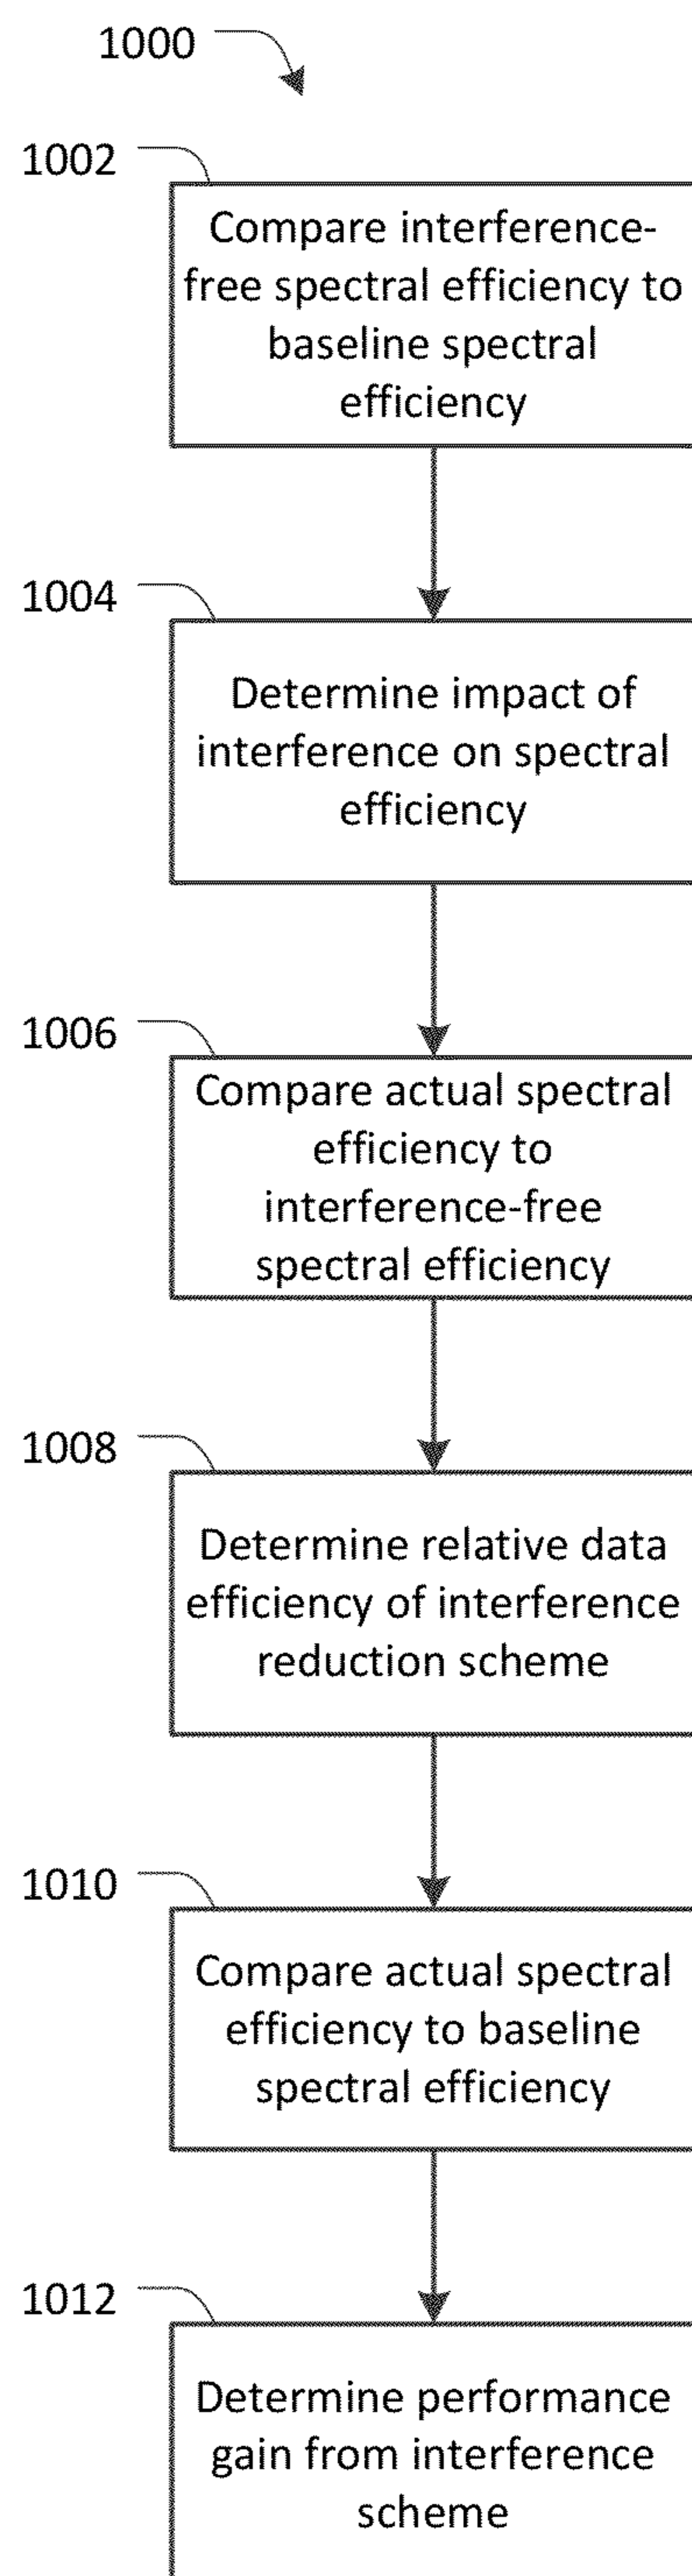 1000
1002
Compare interference-
free spectral efficiency to
baseline spectral
efficiency
1004
Determine impact of
interference on spectral
efficiency
1006
Compare actual spectral
efficiency to
interference-free
spectral efficiency
1008
Determine relative data
efficiency of interference
reduction scheme
1010
Compare actual spectral
efficiency to baseline
spectral efficiency
1012
Determine performance
gain from interference
scheme